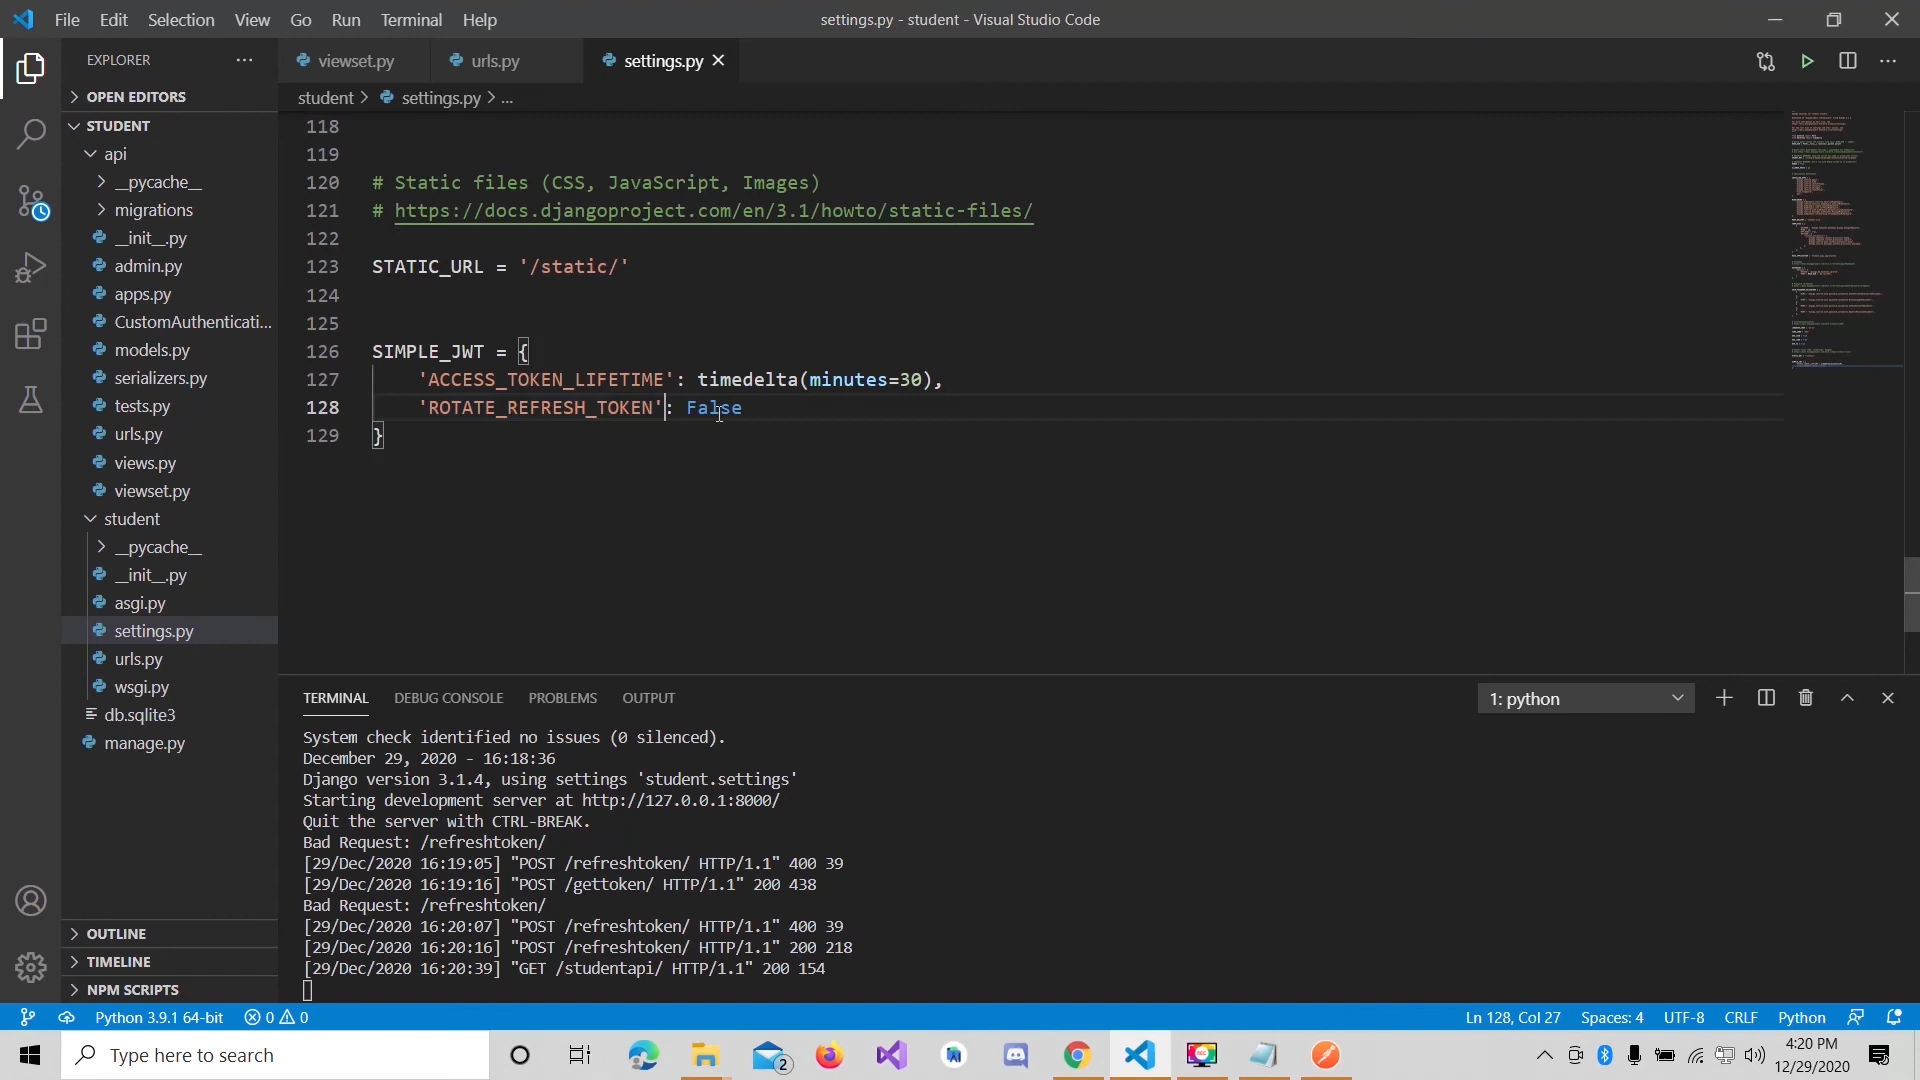 File Edit Selection View Go Run Terminal Help
settings.py - student - Visual Studio Code
EXPLORER
OPEN EDITORS
STUDENT
api
__pycache__
migrations
__init__.py
admin.py
apps.py
CustomAuthenticati...
models.py
serializers.py
tests.py
urls.py
views.py
viewset.py
student
__pycache__
__init__.py
asgi.py
settings.py
urls.py
wsgi.py
db.sqlite3
manage.py
OUTLINE
TIMELINE
NPM SCRIPTS
viewset.py urls.py settings.py
student > settings.py > ...
118
119
120 # Static files (CSS, JavaScript, Images)
121 # https://docs.djangoproject.com/en/3.1/howto/static-files/
122
123 STATIC_URL = '/static/'
124
125
126 SIMPLE_JWT = {
127 'ACCESS_TOKEN_LIFETIME': timedelta(minutes=30),
128 'ROTATE_REFRESH_TOKEN': False
129 }
TERMINAL DEBUG CONSOLE PROBLEMS OUTPUT
1: python
System check identified no issues (0 silenced).
December 29, 2020 - 16:18:36
Django version 3.1.4, using settings 'student.settings'
Starting development server at http://127.0.0.1:8000/
Quit the server with CTRL-BREAK.
Bad Request: /refreshtoken/
[29/Dec/2020 16:19:05] "POST /refreshtoken/ HTTP/1.1" 400 39
[29/Dec/2020 16:19:16] "POST /gettoken/ HTTP/1.1" 200 438
Bad Request: /refreshtoken/
[29/Dec/2020 16:20:07] "POST /refreshtoken/ HTTP/1.1" 400 39
[29/Dec/2020 16:20:16] "POST /refreshtoken/ HTTP/1.1" 200 218
[29/Dec/2020 16:20:39] "GET /studentapi/ HTTP/1.1" 200 154
Python 3.9.1 64-bit 0 0
Ln 128, Col 27 Spaces: 4 UTF-8 CRLF Python
Type here to search
2
4:20 PM
12/29/2020